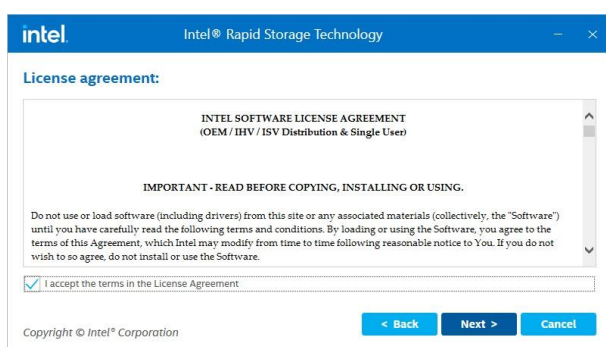 intel.
Intel® Rapid Storage Technology
License agreement:
INTEL SOFTWARE LICENSE AGREEMENT
(OEM / IHV / ISV Distribution & Single User)
IMPORTANT - READ BEFORE COPYING, INSTALLING OR USING.
Do not use or load software (including drivers) from this site or any associated materials (collectively, the "Software")
until you have carefully read the following terms and conditions. By loading or using the Software, you agree to the
terms of this Agreement, which Intel may modify from time to time following reasonable notice to You. If you do not
wish to so agree, do not install or use the Software.
I accept the terms in the License Agreement
Copyright © Intel® Corporation
< Back
Next >
Cancel